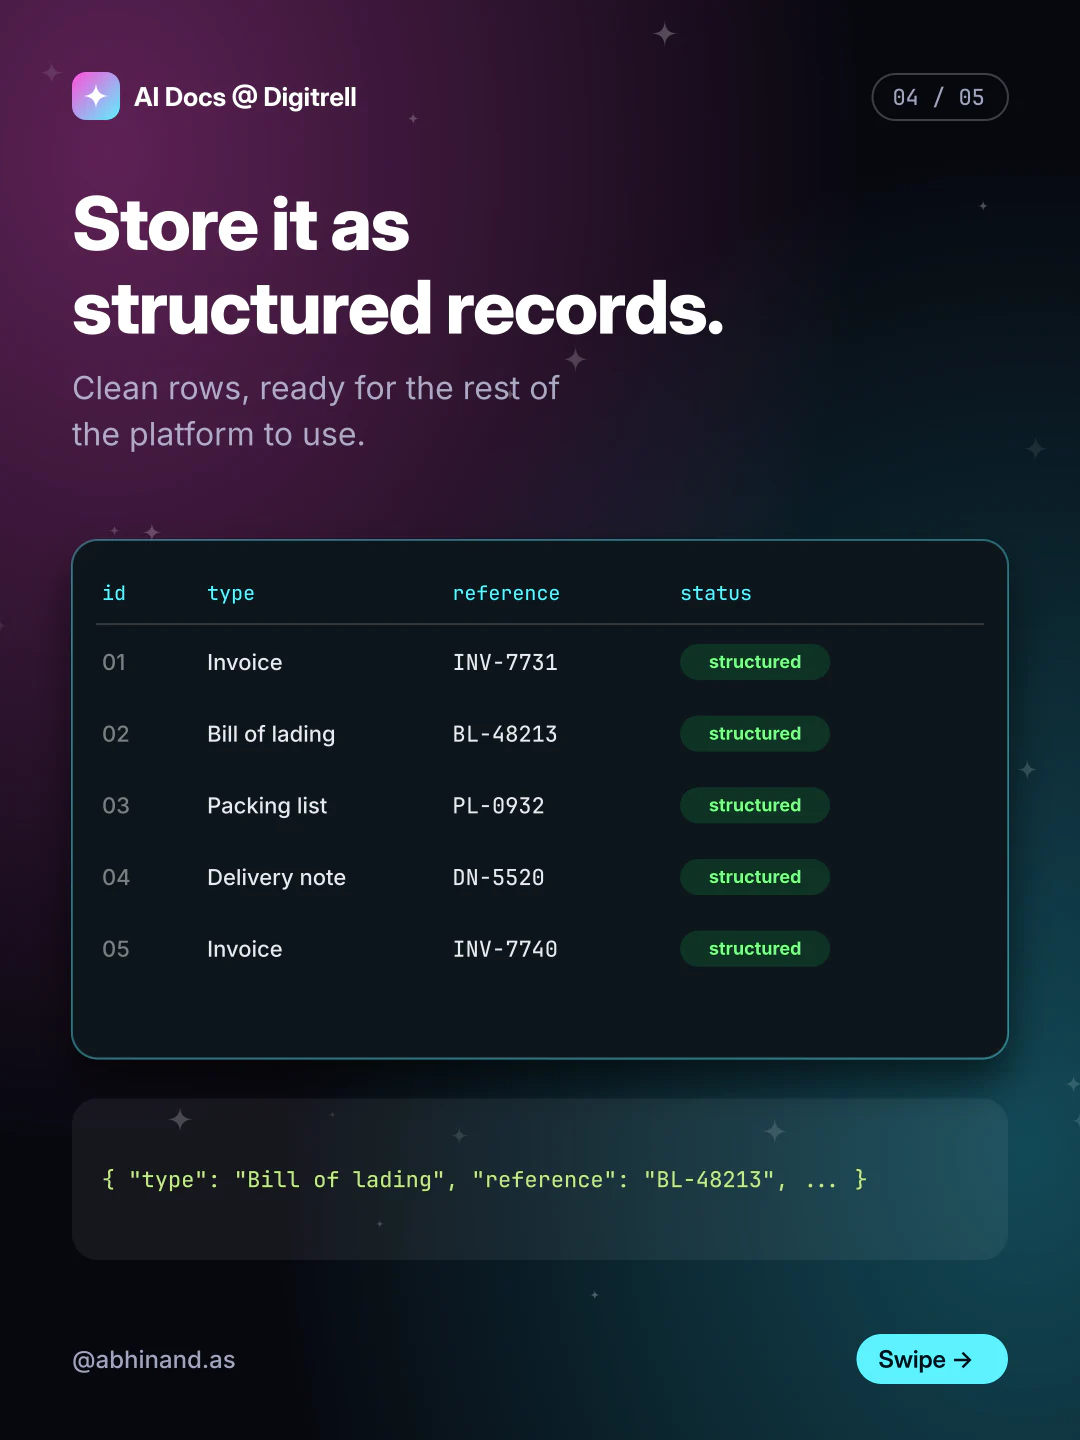 AI Docs @ Digitrell
04 / 05
Store it as
structured records.
Clean rows, ready for the rest of
the platform to use.
id type reference status
01 Invoice INV-7731 structured
02 Bill of lading BL-48213 structured
03 Packing list PL-0932 structured
04 Delivery note DN-5520 structured
05 Invoice INV-7740 structured
{ "type": "Bill of lading", "reference": "BL-48213", ... }
@abhinand.as
Swipe →